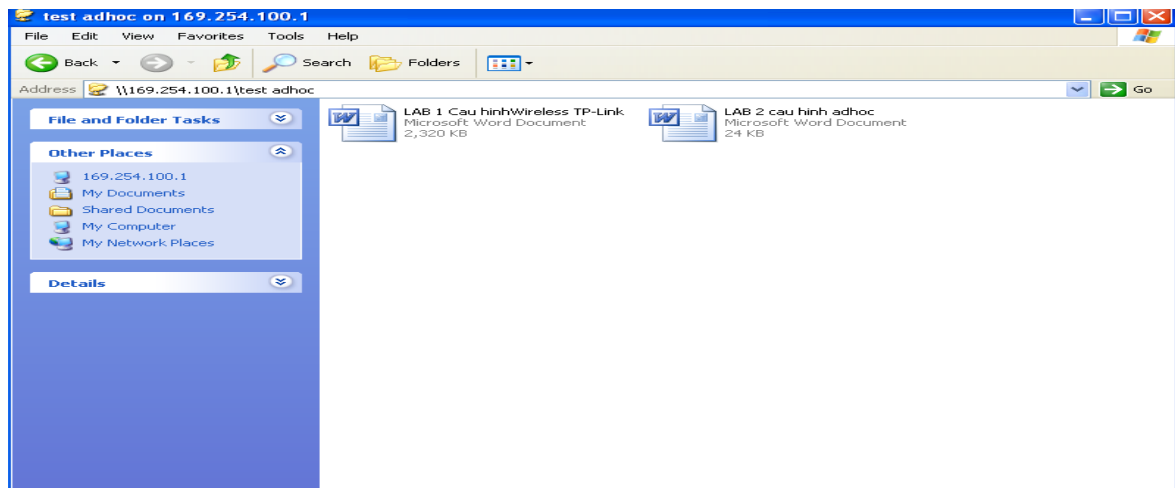 test adhoc on 169.254.100.1
File Edit View Favorites Tools Help
Back Search Folders
Address \\169.254.100.1\test adhoc Go
File and Folder Tasks
Other Places
169.254.100.1
My Documents
Shared Documents
My Computer
My Network Places
Details
LAB 1 Cau hinhWireless TP-Link
Microsoft Word Document
2,320 KB
LAB 2 cau hinh adhoc
Microsoft Word Document
24 KB